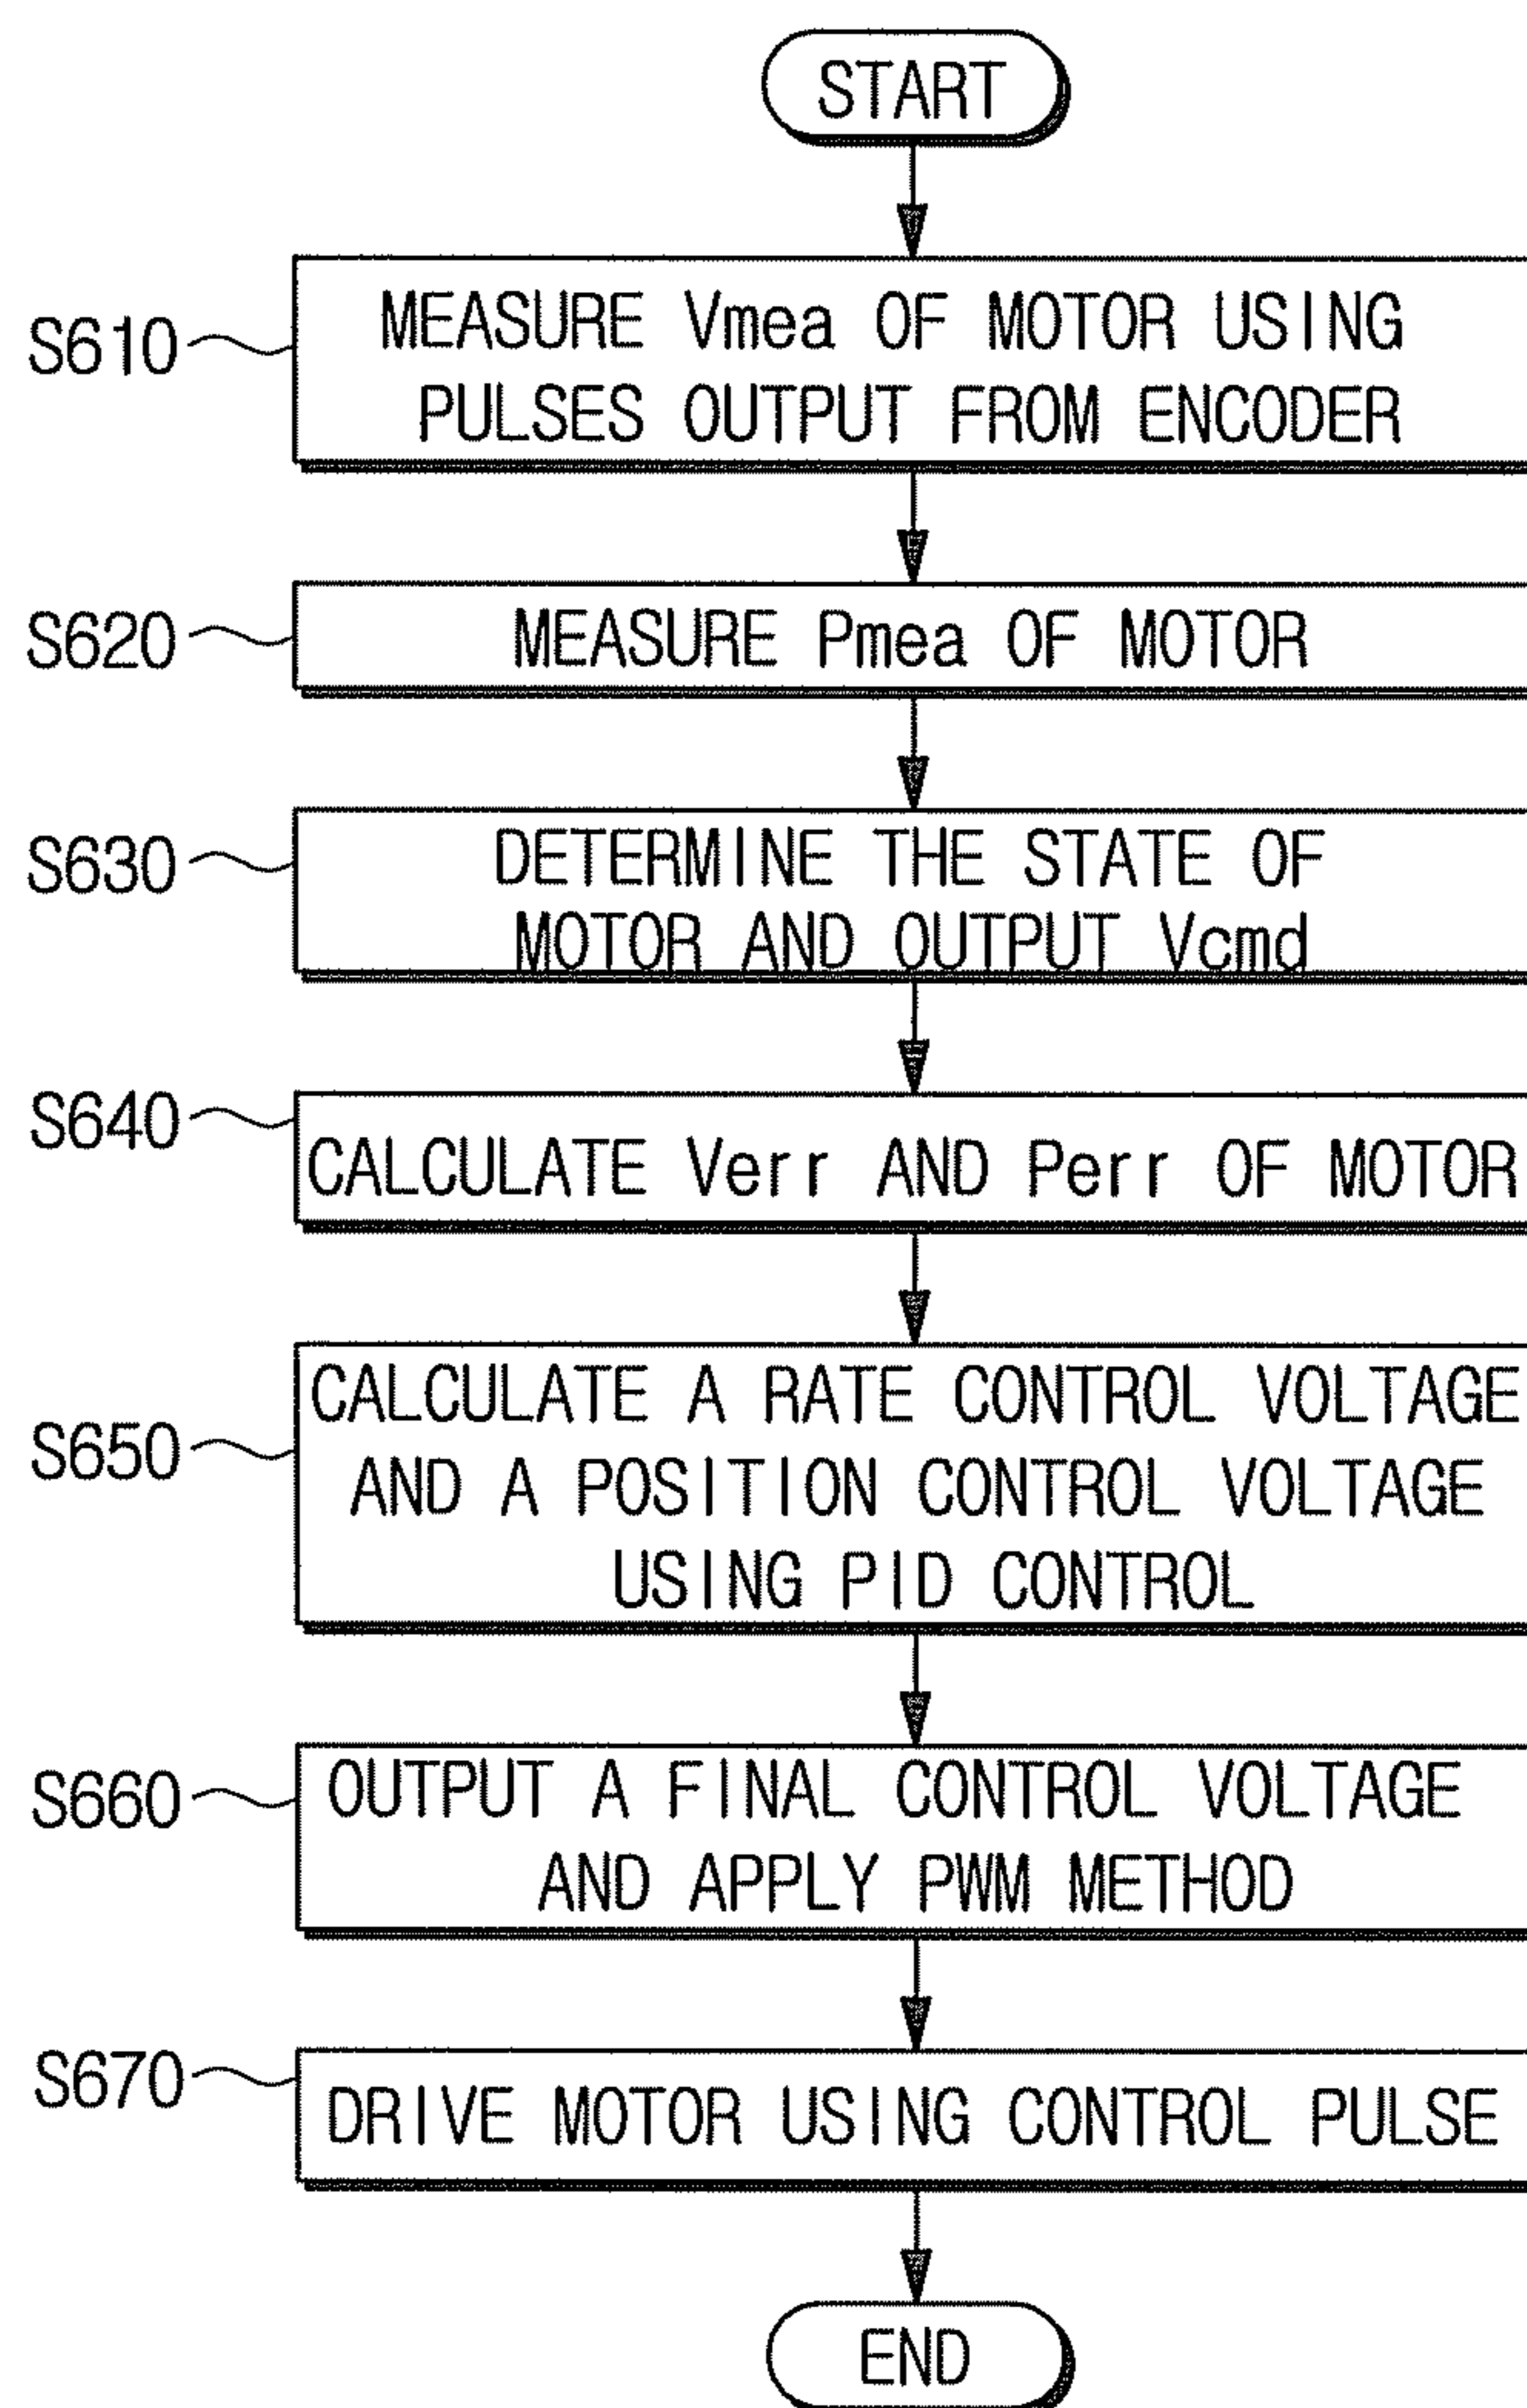 START
S610
MEASURE Vmea OF MOTOR USING
PULSES OUTPUT FROM ENCODER
S620
MEASURE Pmea OF MOTOR
S630
DETERMINE THE STATE OF
MOTOR AND OUTPUT Vcmd
S640
CALCULATE Verr AND Perr OF MOTOR
S650
CALCULATE A RATE CONTROL VOLTAGE
AND A POSITION CONTROL VOLTAGE
USING PID CONTROL
S660
OUTPUT A FINAL CONTROL VOLTAGE
AND APPLY PWM METHOD
S670
DRIVE MOTOR USING CONTROL PULSE
END